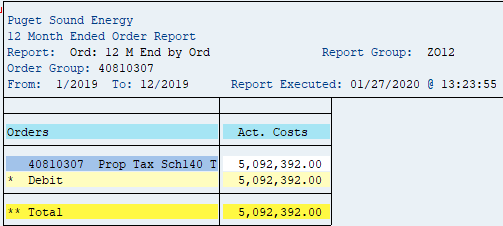 Puget Sound Energy
12 Month Ended Order Report
Report: Ord: 12 M End by Ord Report Group: ZO12
Order Group: 40810307
From: 1/2019 To: 12/2019 Report Executed: 01/27/2020 @ 13:23:55
Orders Act. Costs
40810307 Prop Tax Sch140 T 5,092,392.00
* Debit 5,092,392.00
** Total 5,092,392.00